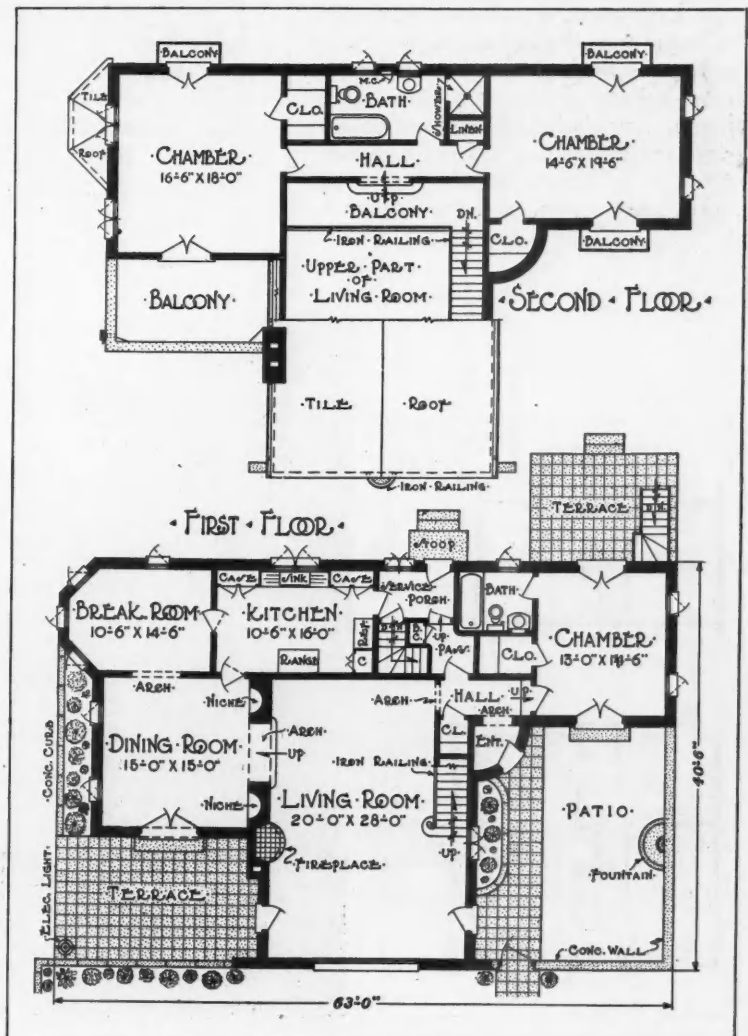 BALCONY
BALCONY
TILE
ROOF
CLO.
M.C.
BATH
SHOWER
LINEN
CHAMBER
16'-6" X 18'-0"
HALL
CHAMBER
14'-6" X 19'-6"
UP
BALCONY
DN.
IRON RAILING
CLO.
BALCONY
UPPER PART
OF
LIVING ROOM
BALCONY
SECOND FLOOR
TILE ROOF
IRON RAILING
TERRACE
DN.
FIRST FLOOR
STOOP
CASE
SINK
CASE
SERVICE
PORCH
BATH
BREAK. ROOM
10'-6" X 14'-6"
KITCHEN
10'-6" X 16'-0"
REF.
UP
PASS.
CLO.
CHAMBER
RANGE
C.
DN.
ARCH
NICHE
ARCH
HALL
UP
ARCH
DINING ROOM
15'-0" X 15'-0"
ARCH
UP
CL.
ENT.
IRON RAILING
NICHE
LIVING ROOM
20'-0" X 28'-0"
UP
PATIO
FOUNTAIN
FIREPLACE
CONC. CURB
ELEC. LIGHT
TERRACE
CONC. WALL
40'-6"
63'-0"